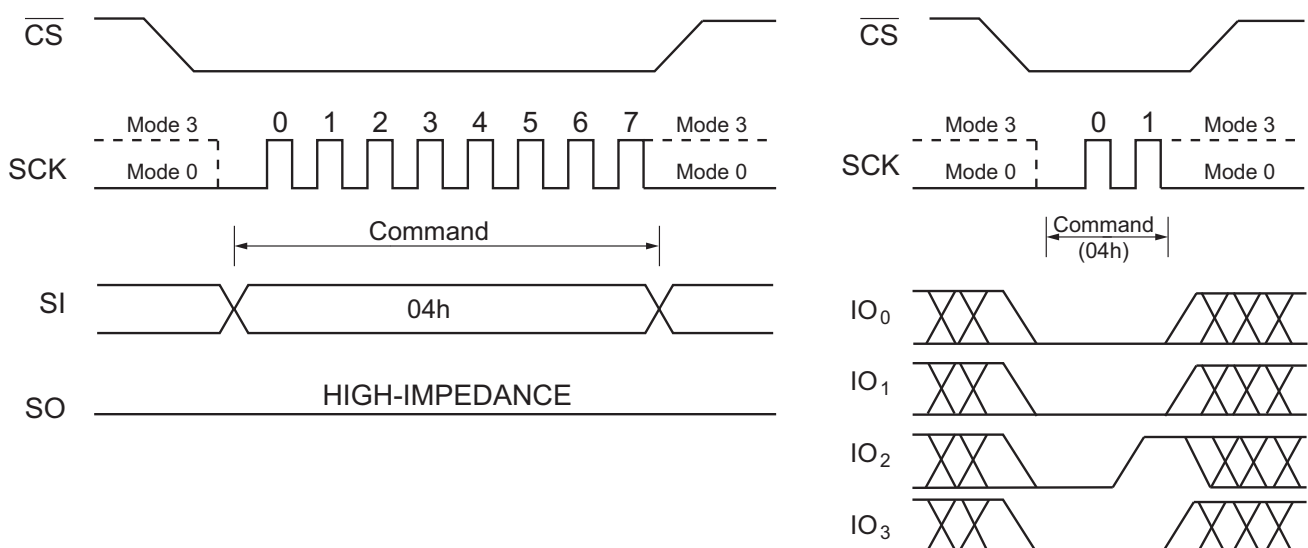 CS
Mode 3
0 1 2 3 4 5 6 7
Mode 3
SCK
Mode 0
Mode 0
Command
SI
04h
SO
HIGH-IMPEDANCE
CS
Mode 3
0 1
Mode 3
SCK
Mode 0
Mode 0
Command
(04h)
IO0
IO1
IO2
IO3